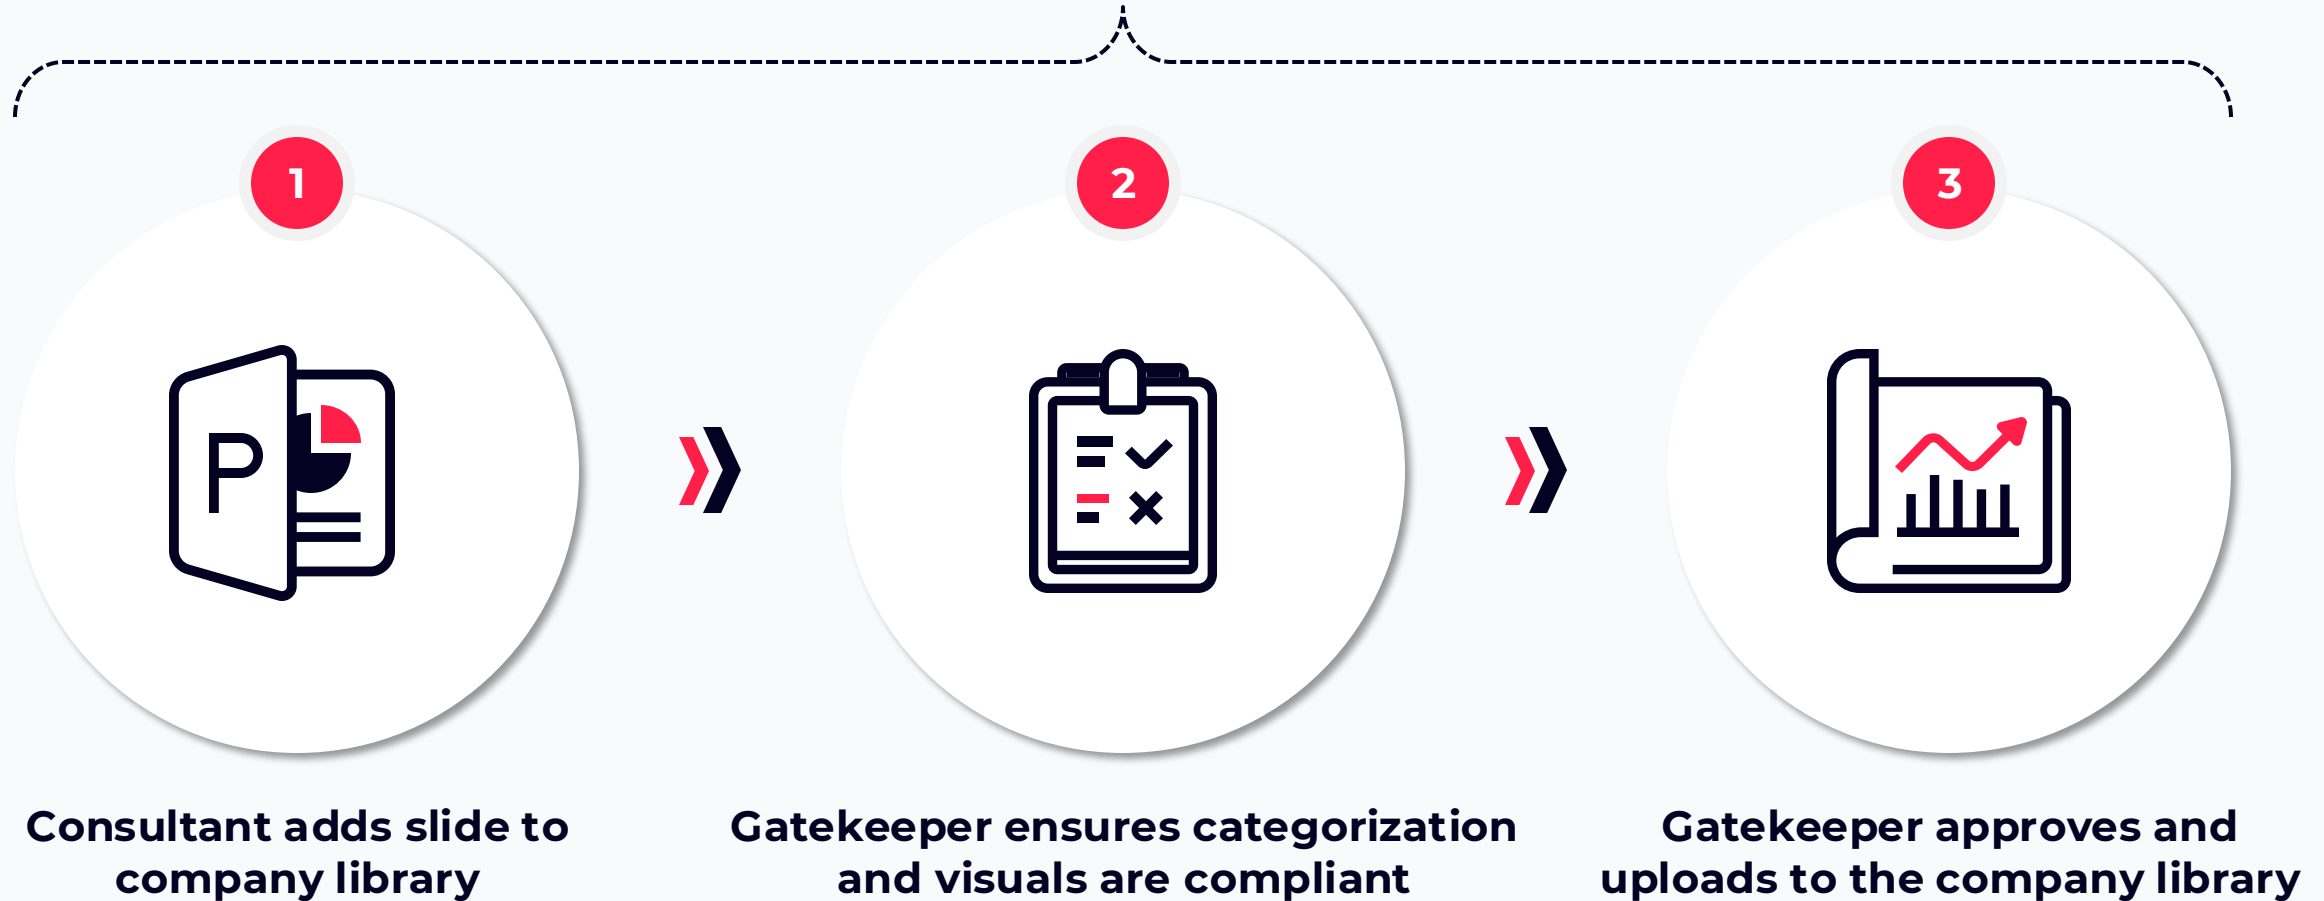 1
2
3
P
Consultant adds slide to
company library
Gatekeeper ensures categorization
and visuals are compliant
Gatekeeper approves and
uploads to the company library